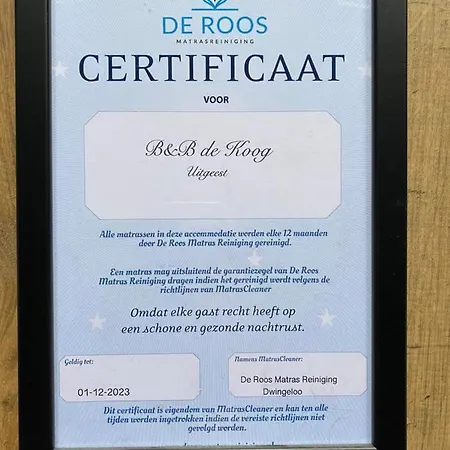 DE ROOS
MATRASREINIGING
CERTIFICAAT
VOOR
B&B de Koog
Uitgeest
Alle matrassen in deze accommodatie worden elke 12 maanden
door De Roos Matras Reiniging gereinigd.
Een matras mag uitsluitend de garantiezegel van De Roos
Matras Reiniging dragen indien het gereinigd wordt volgens de
richtlijnen van MatrasCleaner
Omdat elke gast recht heeft op
een schone en gezonde nachtrust.
Geldig tot:
01-12-2023
Namens MatrasCleaner:
De Roos Matras Reiniging
Dwingeloo
Dit certificaat is eigendom van MatrasCleaner en kan ten alle
tijden worden ingetrokken indien de vereiste richtlijnen niet
gevolgd worden.